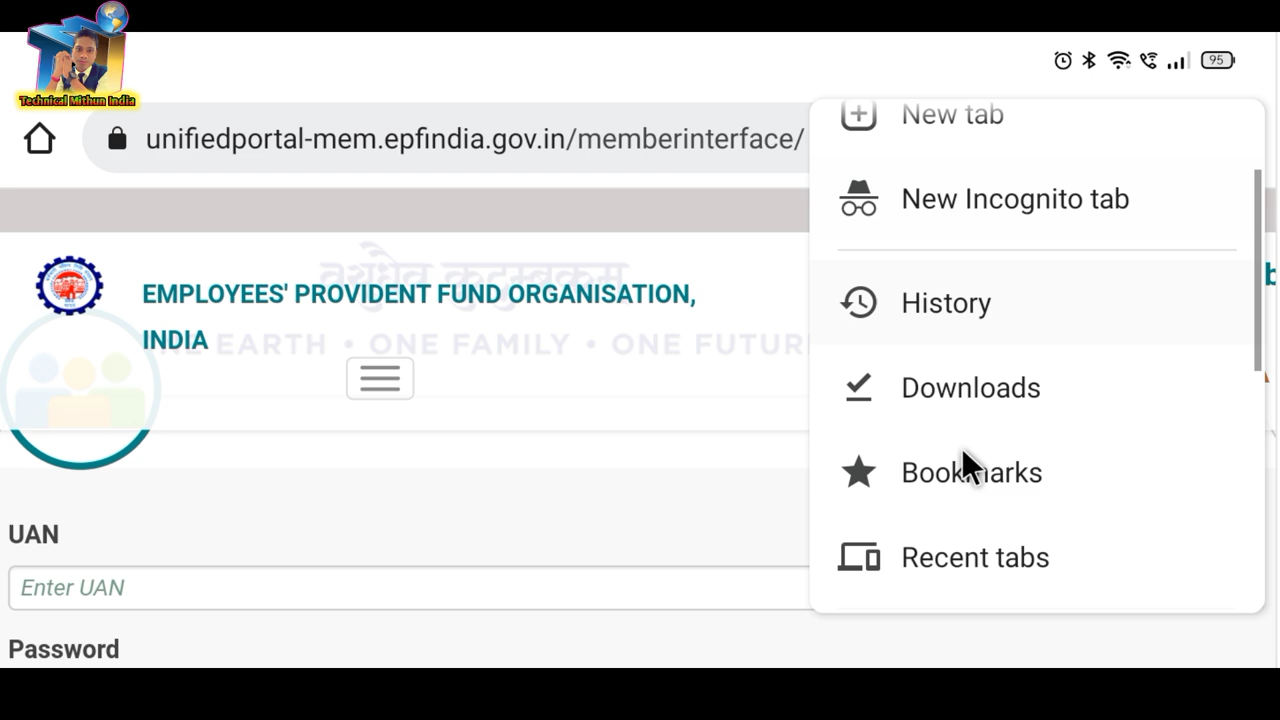 Technical Mithun India
95
unifiedportal-mem.epfindia.gov.in/memberinterface/
New tab
New Incognito tab
History
Downloads
Bookmarks
Recent tabs
वसुधैव कुटुम्बकम्
EMPLOYEES' PROVIDENT FUND ORGANISATION,
INDIA
ONE EARTH • ONE FAMILY • ONE FUTURE
UAN
Enter UAN
Password